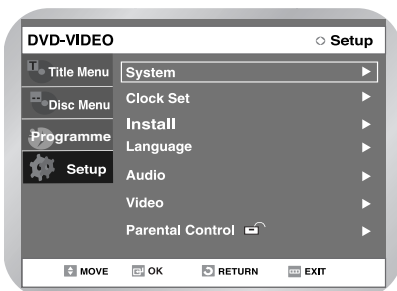 DVD-VIDEO
Setup
Title Menu
Disc Menu
Programme
Setup
System
Clock Set
Install
Language
Audio
Video
Parental Control
MOVE OK RETURN EXIT